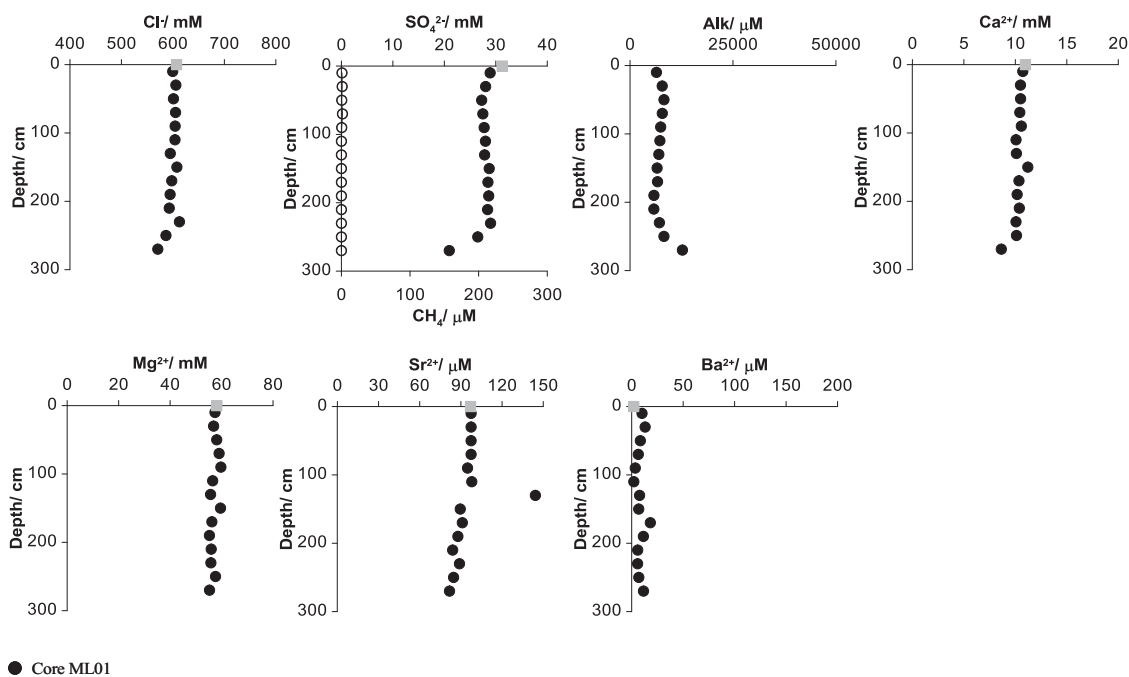 Cl-/ mM
400 500 600 700 800
0
100
200
300
Depth/ cm
SO₄²-/ mM
0 10 20 30 40
0
100
200
300
Depth/ cm
0 100 200 300
CH₄/ μM
Alk/ μM
0 25000 50000
0
100
200
300
Depth/ cm
Ca²⁺/ mM
0 5 10 15 20
0
100
200
300
Depth/ cm
Mg²⁺/ mM
0 20 40 60 80
0
100
200
300
Depth/ cm
Sr²⁺/ μM
0 30 60 90 120 150
0
100
200
300
Depth/ cm
Ba²⁺/ μM
0 50 100 150 200
0
100
200
300
Depth/ cm
Core ML01